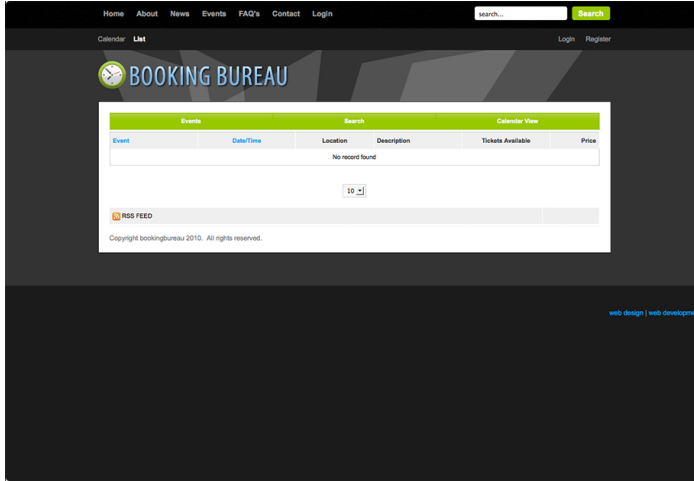 Home About News Events FAQ's Contact Login search... Search
Calendar List Login Register
BOOKING BUREAU
Events Search Calendar View
Event Date/Time Location Description Tickets Available Price
No record found
10
RSS FEED
Copyright bookingbureau 2010. All rights reserved.
web design | web developme